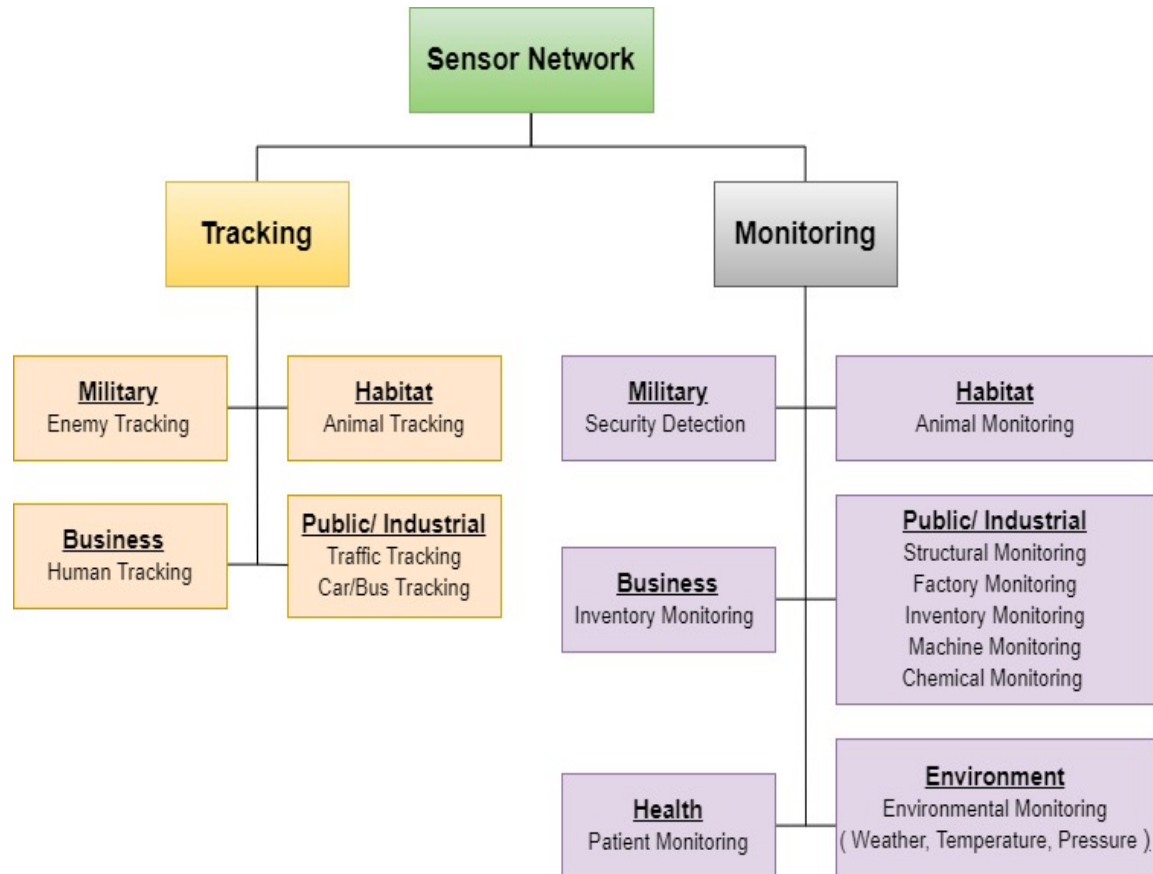 Sensor Network
Tracking
Monitoring
Military
Enemy Tracking
Habitat
Animal Tracking
Business
Human Tracking
Public/ Industrial
Traffic Tracking
Car/Bus Tracking
Military
Security Detection
Habitat
Animal Monitoring
Business
Inventory Monitoring
Public/ Industrial
Structural Monitoring
Factory Monitoring
Inventory Monitoring
Machine Monitoring
Chemical Monitoring
Health
Patient Monitoring
Environment
Environmental Monitoring
( Weather, Temperature, Pressure )